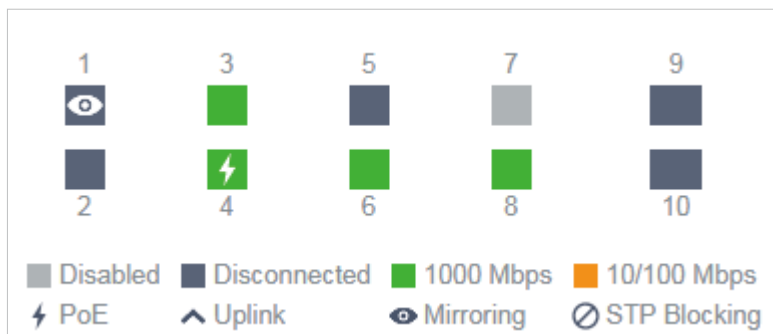 1 3 5 7 9
2 4 6 8 10
Disabled Disconnected 1000 Mbps 10/100 Mbps
PoE Uplink Mirroring STP Blocking